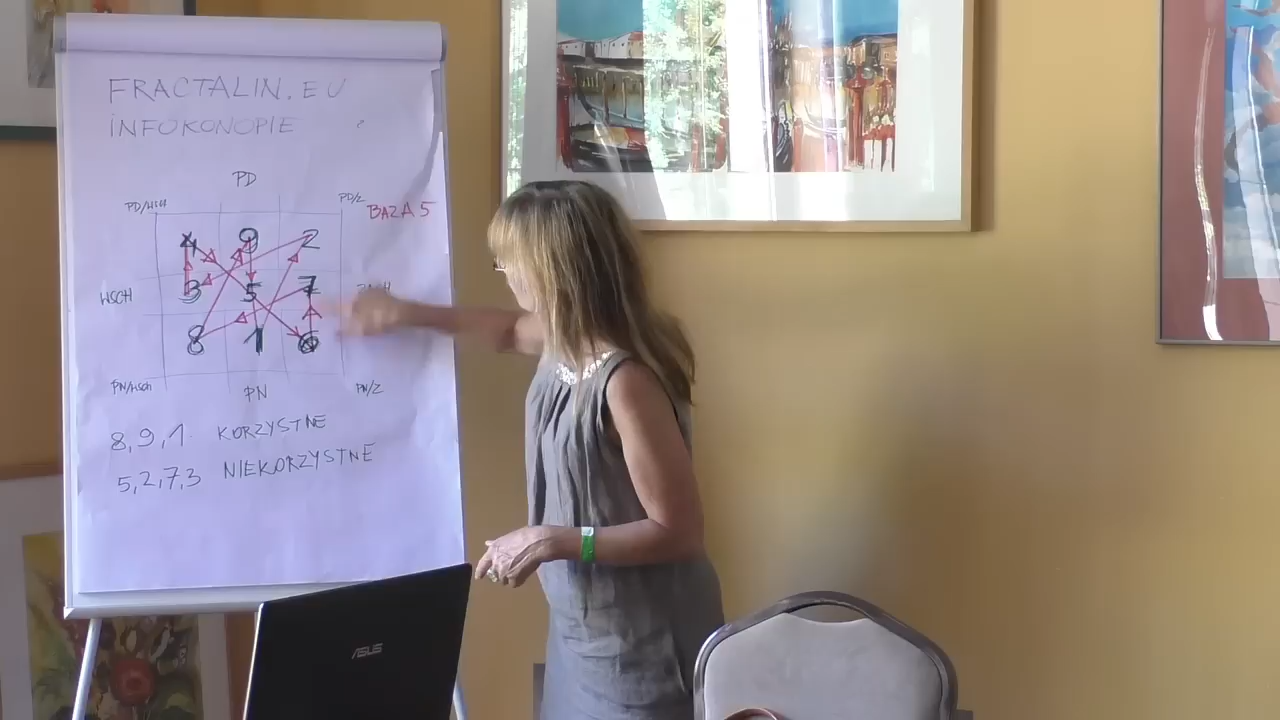 FRACTALIN.EU
INFOKONOPIE
PD
PD/WSCH
PD/Z
BAZA 5
4 9 2
WSCH
3 5 7
8 1 6
PN/WSCH
PN
PN/Z
8,9,1 KORZYSTNE
5,2,7,3 NIEKORZYSTNE
ASUS